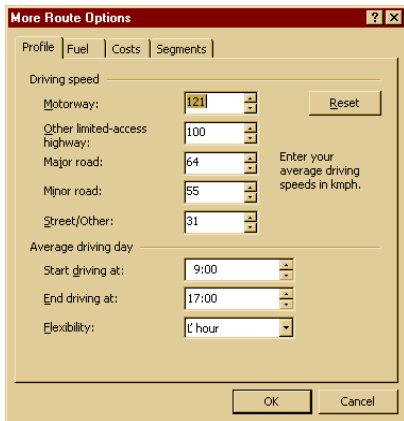 More Route Options
Profile Fuel Costs Segments
Driving speed
Motorway: 121 Reset
Other limited-access
highway: 100
Major road: 64
Minor road: 55
Street/Other: 31
Enter your
average driving
speeds in kmph.
Average driving day
Start driving at: 9:00
End driving at: 17:00
Flexibility: Ľ hour
OK Cancel